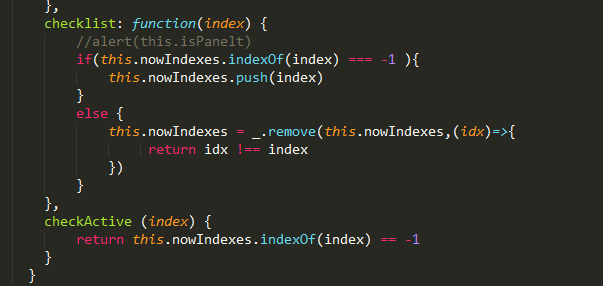 },
checklist: function(index) {
//alert(this.isPanelt)
if(this.nowIndexes.indexOf(index) === -1 ){
this.nowIndexes.push(index)
}
else {
this.nowIndexes = _.remove(this.nowIndexes,(idx)=>{
return idx !== index
})
}
},
checkActive (index) {
return this.nowIndexes.indexOf(index) == -1
}
}